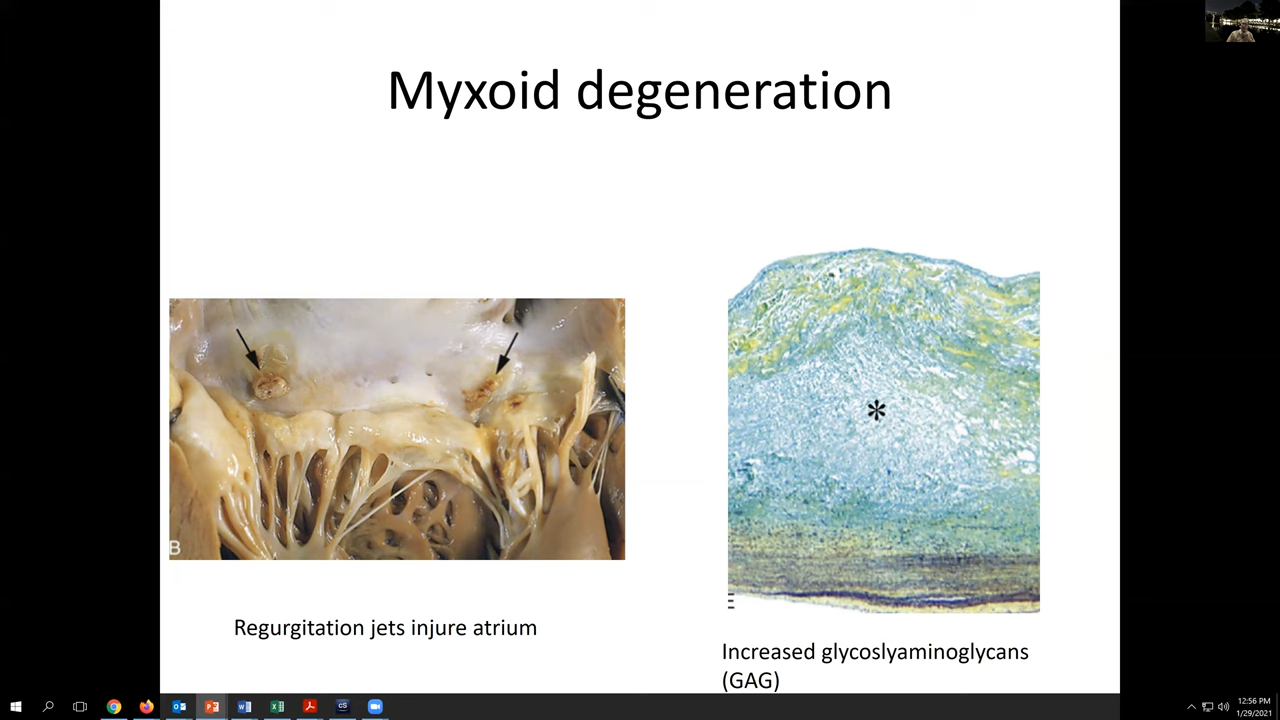 Myxoid degeneration
B
E
Regurgitation jets injure atrium
Increased glycoslyaminoglycans
(GAG)
12:56 PM
1/29/2021